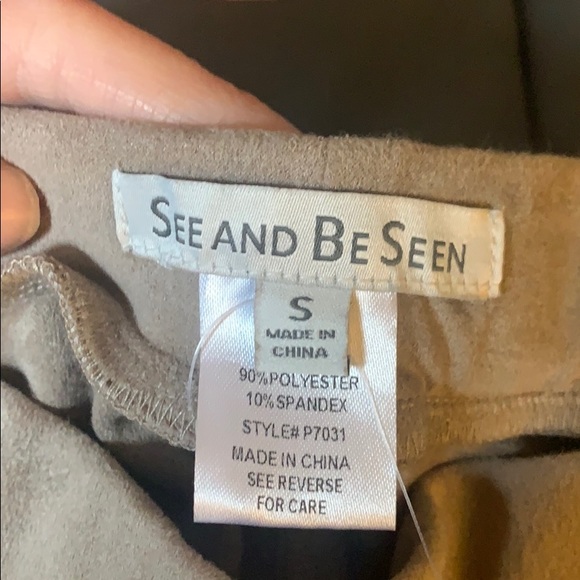 SEE AND BE SEEN
S
MADE IN
CHINA
90%POLYESTER
10%SPANDEX
STYLE# P7031
MADE IN CHINA
SEE REVERSE
FOR CARE